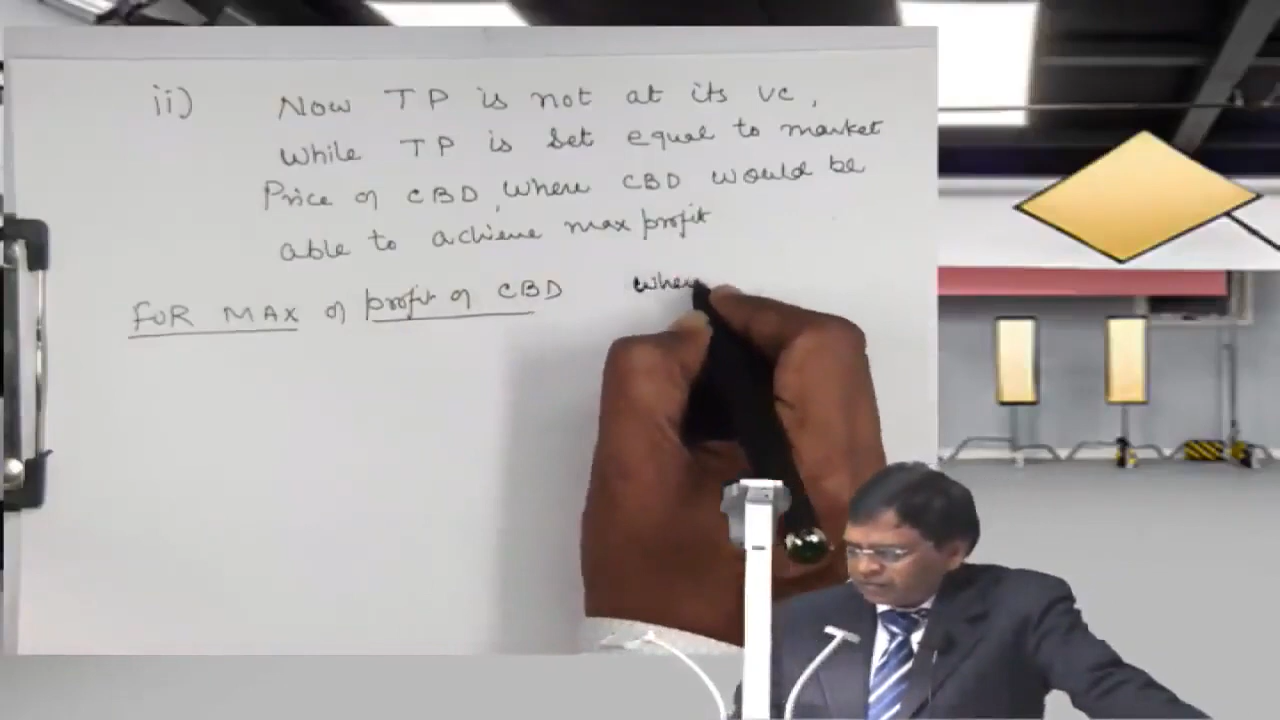 ii) Now TP is not at its VC,
While TP is set equal to market
Price of CBD, where CBD would be
able to achieve max profit
FOR MAX of profit of CBD where